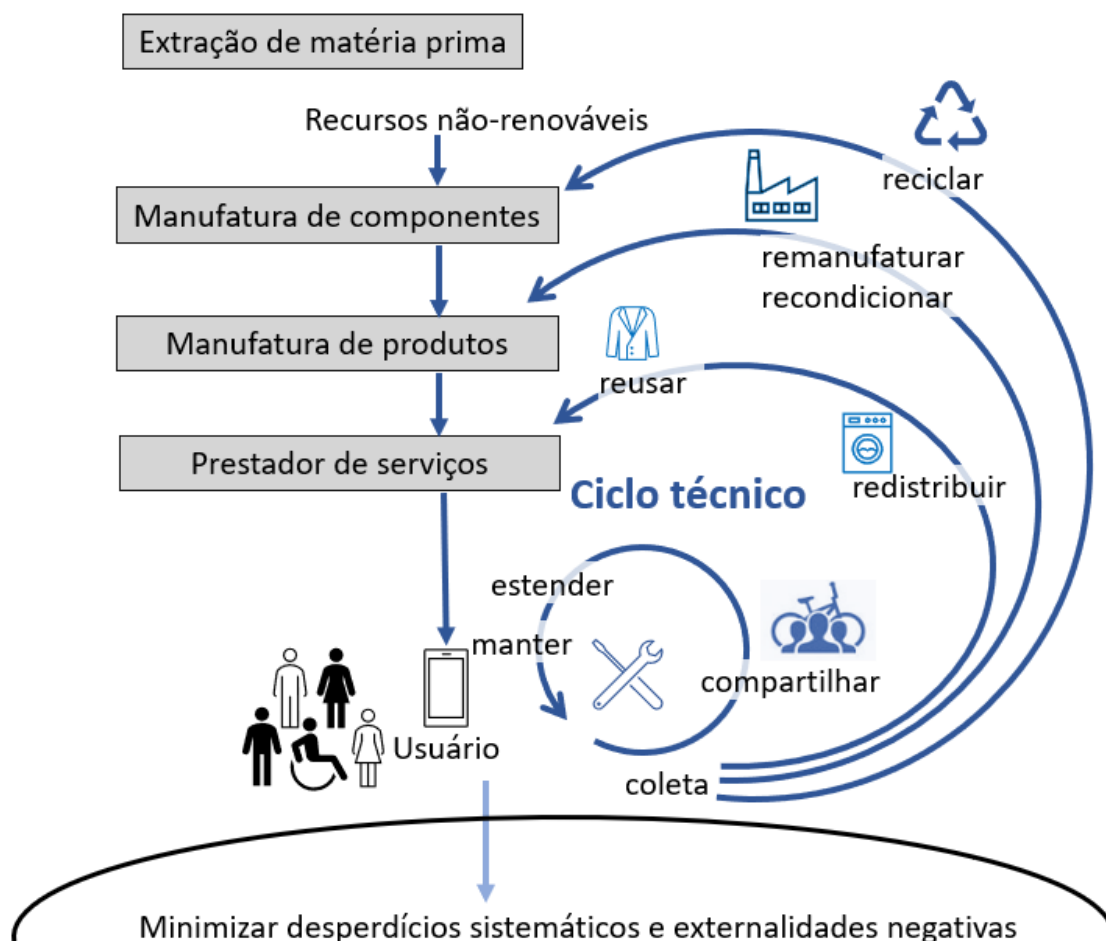 Extração de matéria prima
Recursos não-renováveis
reciclar
Manufatura de componentes
remanufaturar
recondicionar
Manufatura de produtos
reusar
Prestador de serviços
Ciclo técnico
redistribuir
estender
manter
compartilhar
Usuário
coleta
Minimizar desperdícios sistemáticos e externalidades negativas